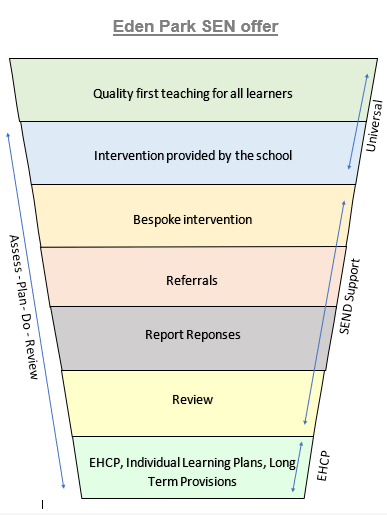 Eden Park SEN offer
Quality first teaching for all learners
Universal
Intervention provided by the school
Bespoke intervention
Assess - Plan - Do - Review
Referrals
SEND Support
Report Reponses
Review
EHCP, Individual Learning Plans, Long
Term Provisions
EHCP